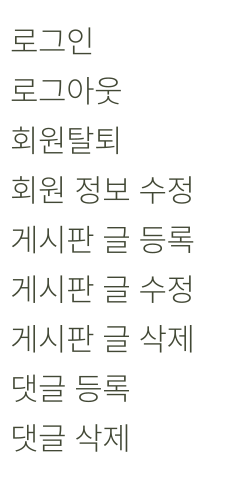 로그인
로그아웃
회원탈퇴
회원 정보 수정
게시판 글 등록
게시판 글 수정
게시판 글 삭제
댓글 등록
댓글 삭제